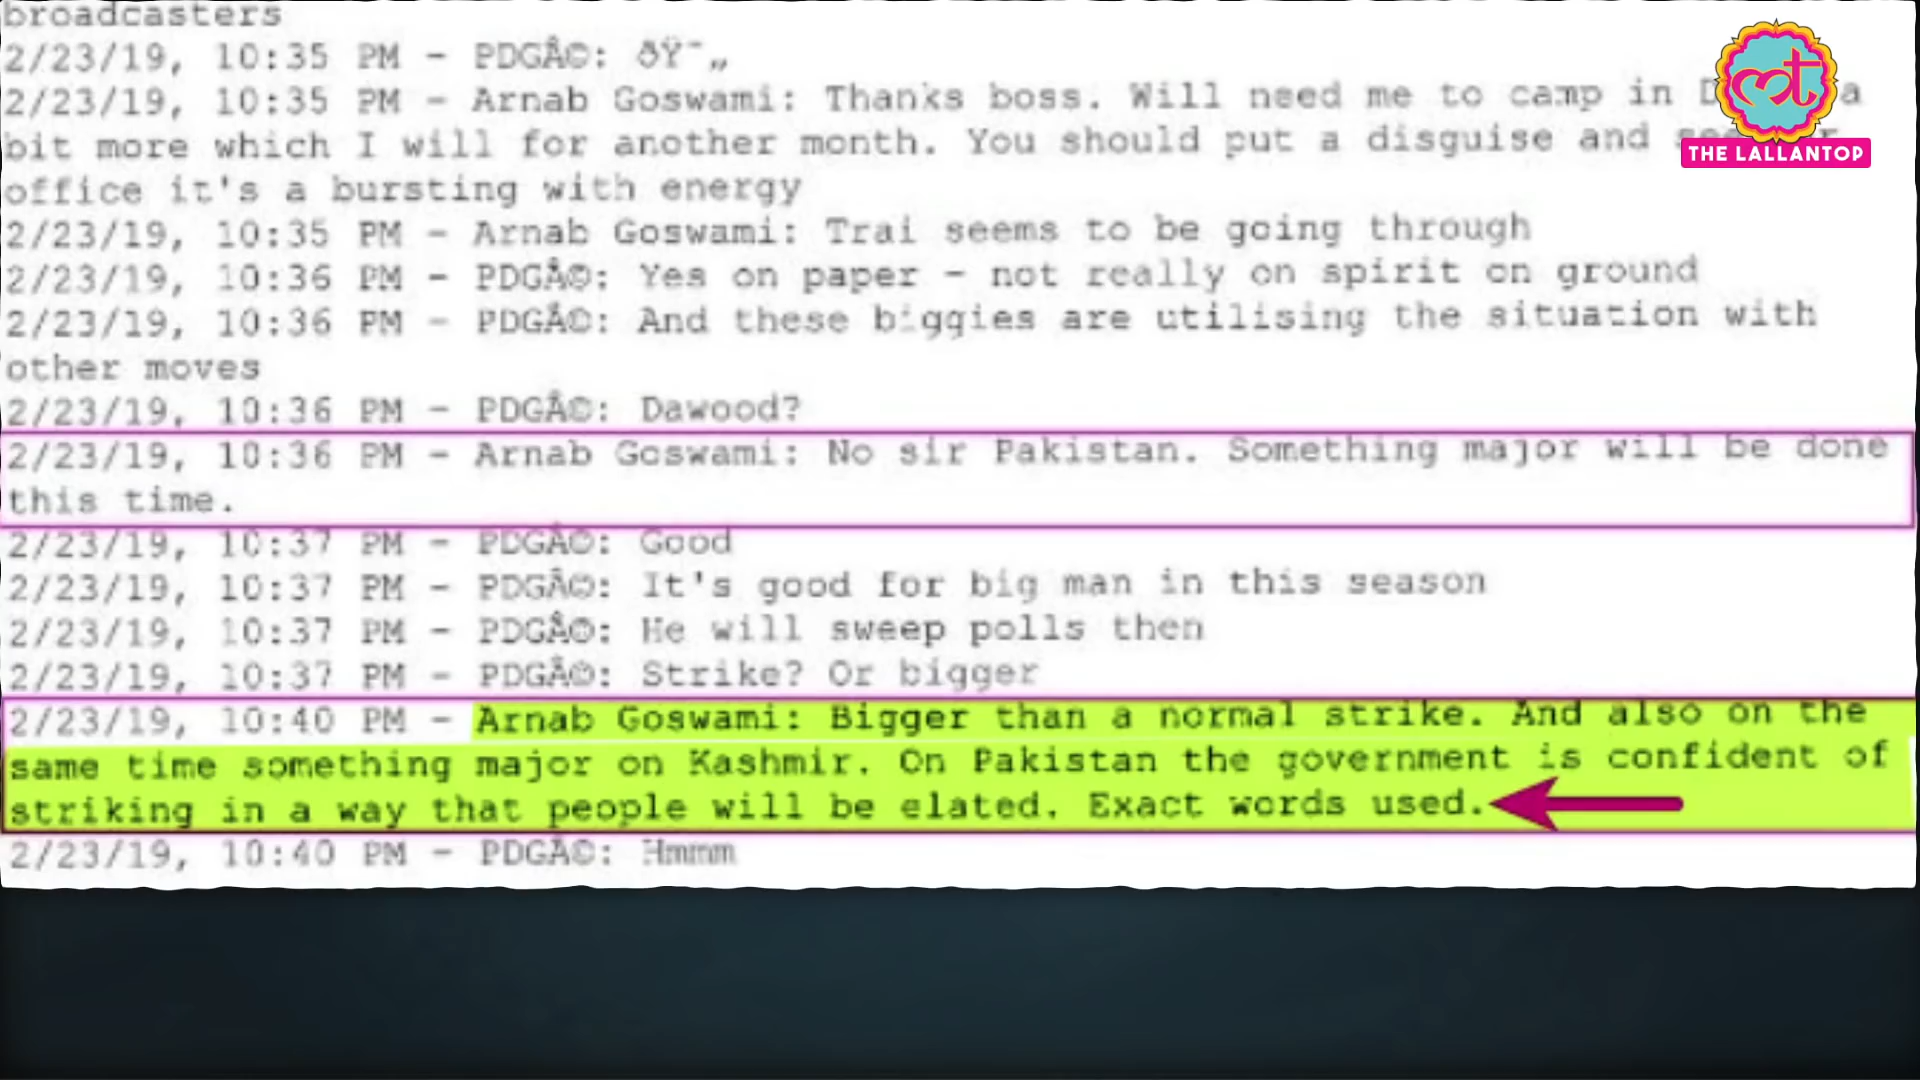 broadcasters
2/23/19, 10:35 PM - PDGÂ©: ðŸ˜„
2/23/19, 10:35 PM - Arnab Goswami: Thanks boss. Will need me to camp in a
bit more which I will for another month. You should put a disguise and
office it's a bursting with energy
2/23/19, 10:35 PM - Arnab Goswami: Trai seems to be going through
2/23/19, 10:36 PM - PDGÂ©: Yes on paper - not really on spirit on ground
2/23/19, 10:36 PM - PDGÂ©: And these biggies are utilising the situation with
other moves
2/23/19, 10:36 PM - PDGÂ©: Dawood?
2/23/19, 10:36 PM - Arnab Goswami: No sir Pakistan. Something major will be done
this time.
2/23/19, 10:37 PM - PDGÂ©: Good
2/23/19, 10:37 PM - PDGÂ©: It's good for big man in this season
2/23/19, 10:37 PM - PDGÂ©: He will sweep polls then
2/23/19, 10:37 PM - PDGÂ©: Strike? Or bigger
2/23/19, 10:40 PM - Arnab Goswami: Bigger than a normal strike. And also on the
same time something major on Kashmir. On Pakistan the government is confident of
striking in a way that people will be elated. Exact words used.
2/23/19, 10:40 PM - PDGÂ©: Hmmm
THE LALLANTOP